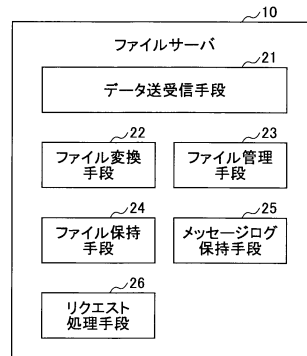 10
ファイルサーバ
21
データ送受信手段
22
ファイル変換
手段
23
ファイル管理
手段
24
ファイル保持
手段
25
メッセージログ
保持手段
26
リクエスト
処理手段